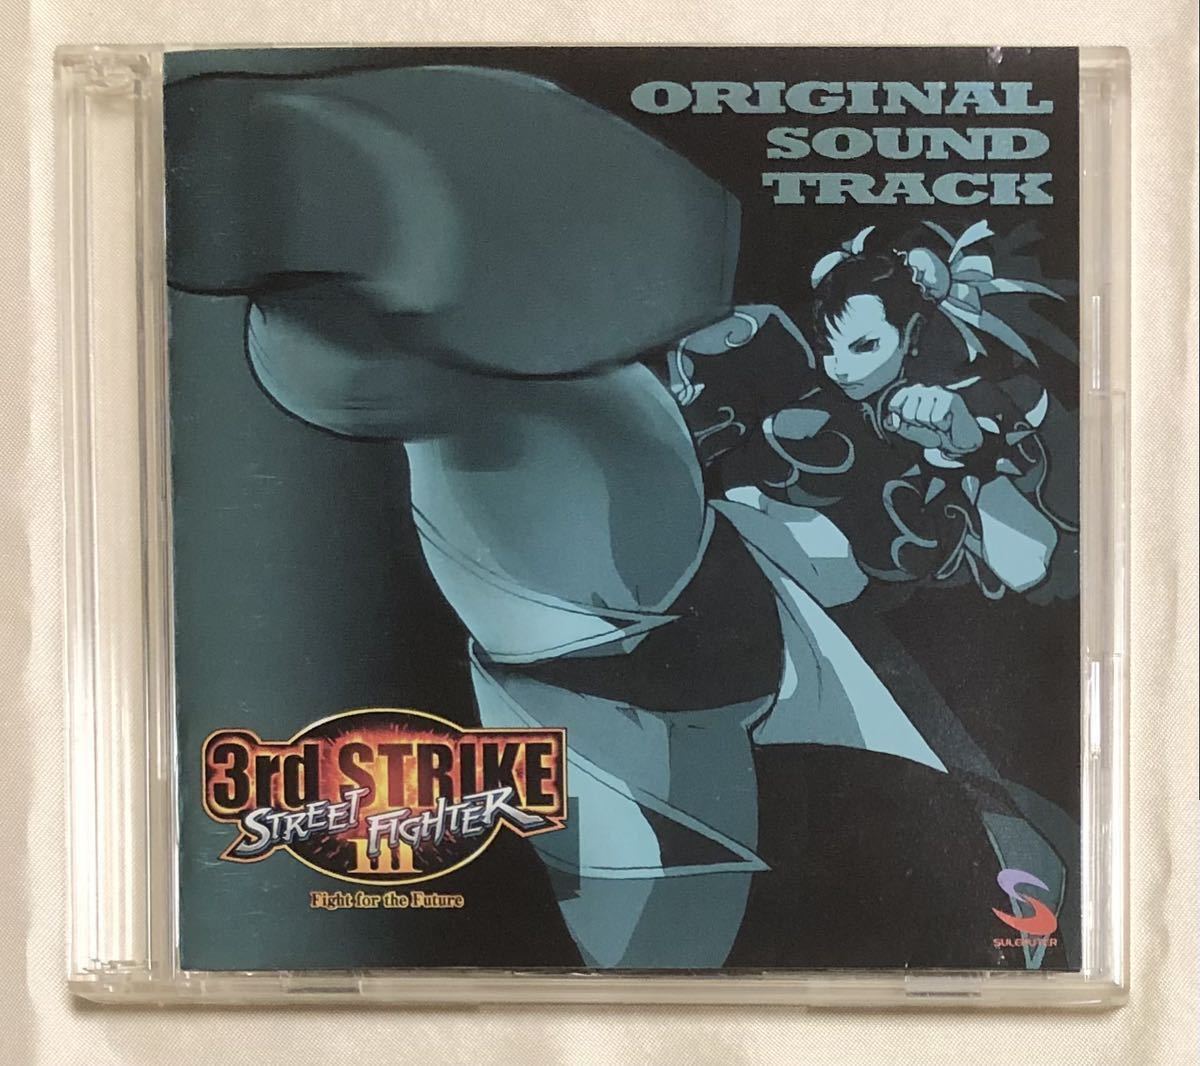 ORIGINAL
SOUND
TRACK
3rd STRIKE
STREET FIGHTER
III
Fight for the Future
SULEPUTER